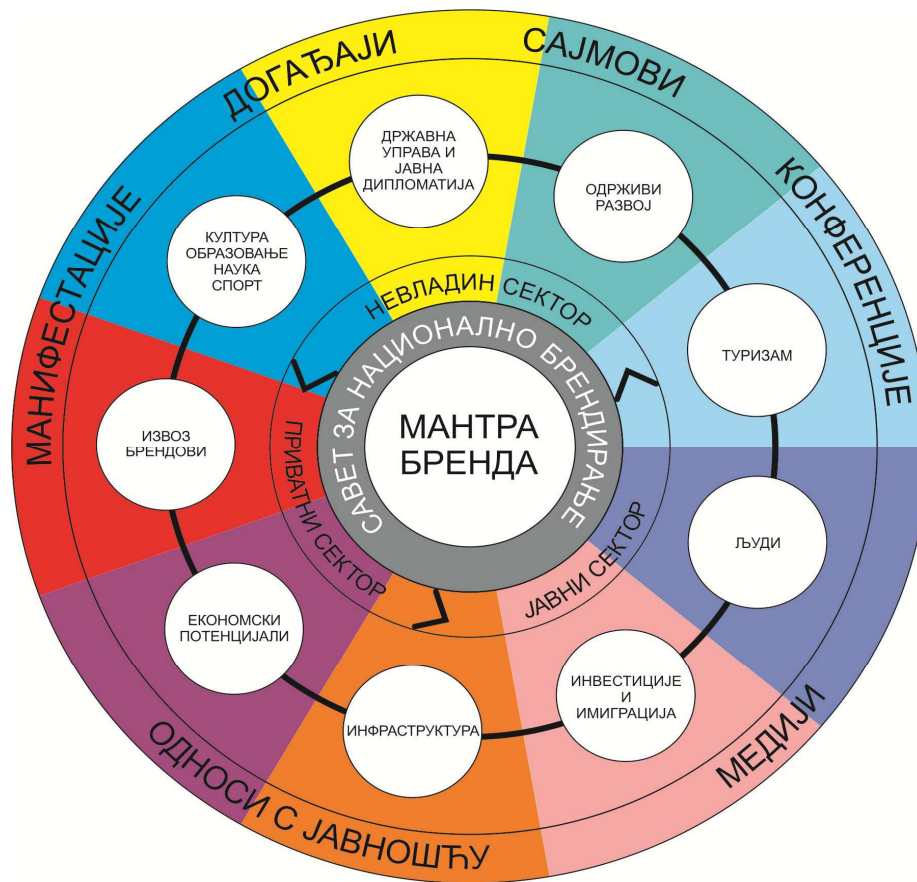 ДОГАЂАЈИ
САЈМОВИ
КОНФЕРЕНЦИЈЕ
МЕДИЈИ
ОДНОСИ С ЈАВНОШЋУ
МАНИФЕСТАЦИЈЕ
ДРЖАВНА
УПРАВА И
ЈАВНА
ДИПЛОМАТИЈА
ОДРЖИВИ
РАЗВОЈ
ТУРИЗАМ
ЉУДИ
ИНВЕСТИЦИЈЕ
И
ИМИГРАЦИЈА
ИНФРАСТРУКТУРА
ЕКОНОМСКИ
ПОТЕНЦИЈАЛИ
ИЗВОЗ
БРЕНДОВИ
КУЛТУРА
ОБРАЗОВАЊЕ
НАУКА
СПОРТ
НЕВЛАДИН СЕКТОР
ЈАВНИ СЕКТОР
ПРИВАТНИ СЕКТОР
САВЕТ ЗА НАЦИОНАЛНО БРЕНДИРАЊЕ
МАНТРА
БРЕНДА